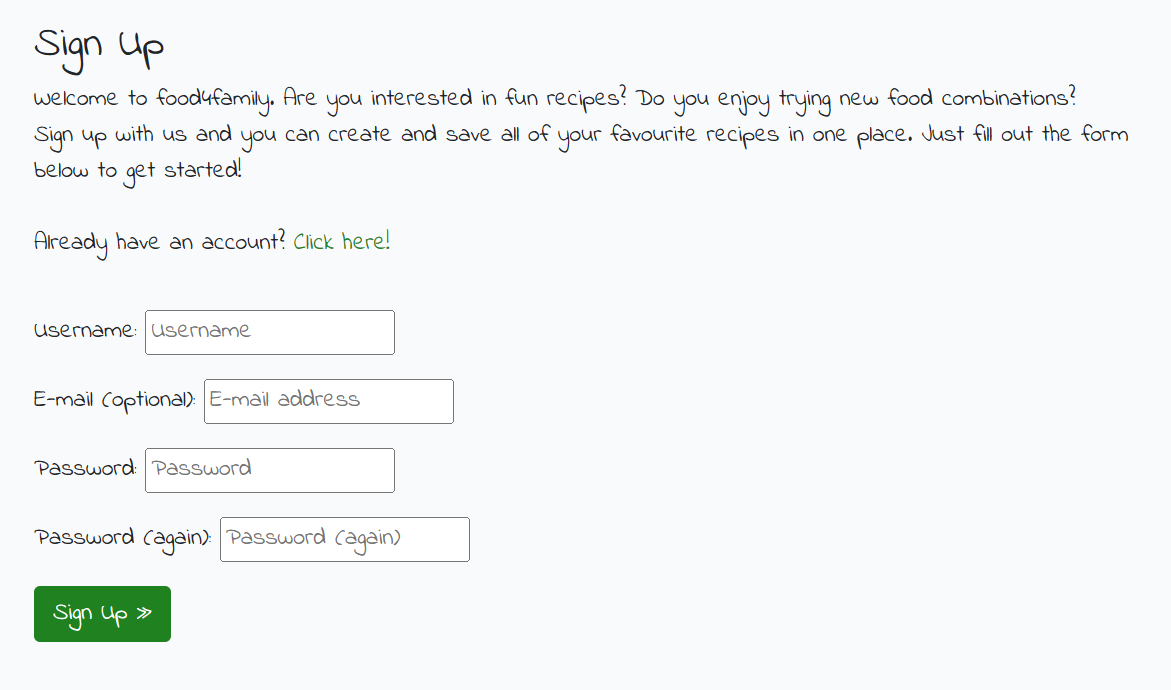 Sign Up
Welcome to food4family. Are you interested in fun recipes? Do you enjoy trying new food combinations?
Sign up with us and you can create and save all of your favourite recipes in one place. Just fill out the form
below to get started!
Already have an account? Click here!
Username: Username
E-mail (optional): E-mail address
Password: Password
Password (again): Password (again)
Sign Up »